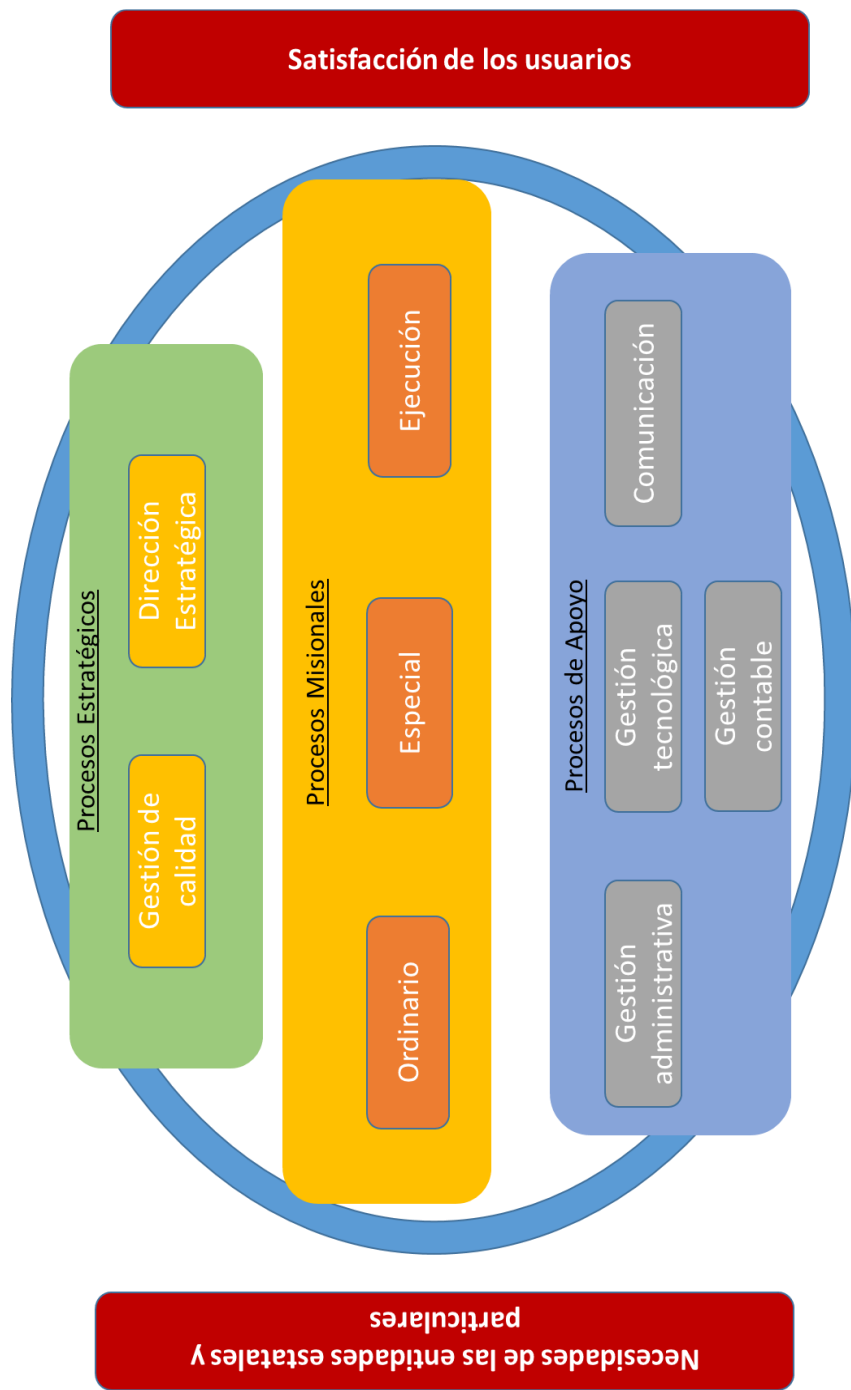 Necesidades de las entidades estatales y
particulares
Procesos Estratégicos
Gestión de
calidad
Dirección
Estratégica
Procesos Misionales
Ordinario
Especial
Ejecución
Procesos de Apoyo
Gestión
administrativa
Gestión
tecnológica
Comunicación
Gestión
contable
Satisfacción de los usuarios